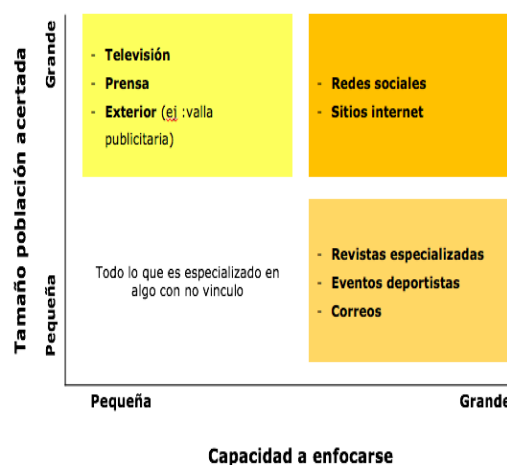 Tamaño población acertada
Grande
Pequeña
- Televisión
- Prensa
- Exterior (ej :valla
publicitaria)
- Redes sociales
- Sitios internet
Todo lo que es especializado en
algo con no vinculo
- Revistas especializadas
- Eventos deportistas
- Correos
Pequeña
Grande
Capacidad a enfocarse